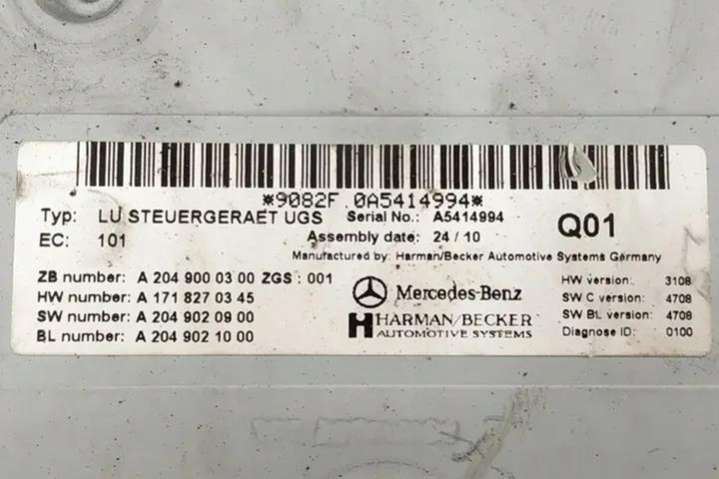 *9082F.0A5414994*
Typ: LU STEUERGERAET UGS Serial No.: A5414994 Q01
EC: 101 Assembly date: 24/10
Manufactured by: Harman/Becker Automotive Systems Germany
ZB number: A 204 900 03 00 ZGS: 001 HW version: 3108
HW number: A 171 827 03 45 Mercedes-Benz SW C version: 4708
SW number: A 204 902 09 00 HARMAN/BECKER SW BL version: 4708
BL number: A 204 902 10 00 AUTOMOTIVE SYSTEMS Diagnose ID: 0100